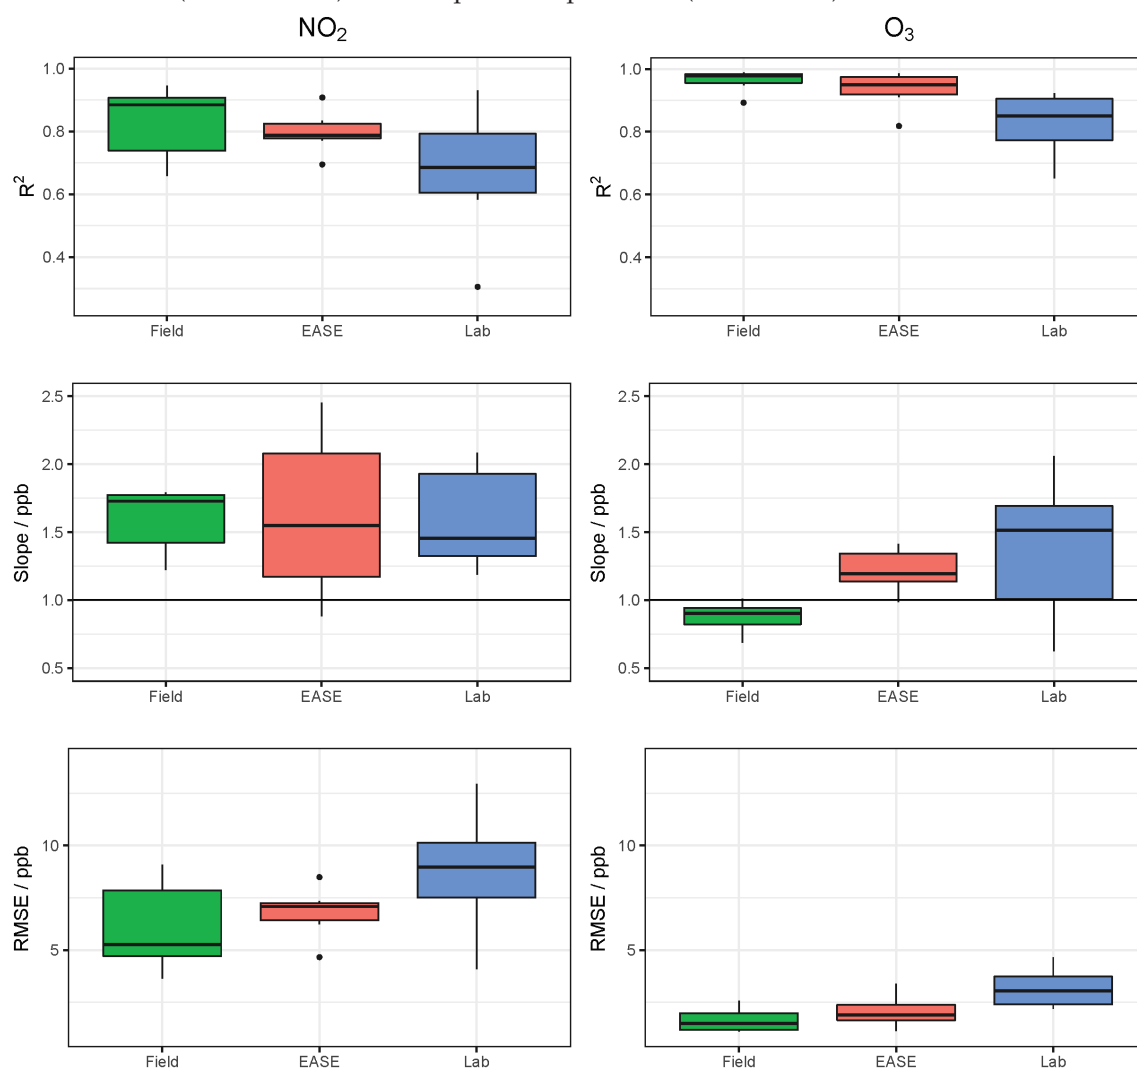 NO2 O3
1.0 1.0
0.8 0.8
R2 R2
0.6 0.6
0.4 0.4
Field EASE Lab Field EASE Lab
2.5 2.5
2.0 2.0
Slope / ppb Slope / ppb
1.5 1.5
1.0 1.0
0.5 0.5
Field EASE Lab Field EASE Lab
10 10
RMSE / ppb RMSE / ppb
5 5
Field EASE Lab Field EASE Lab